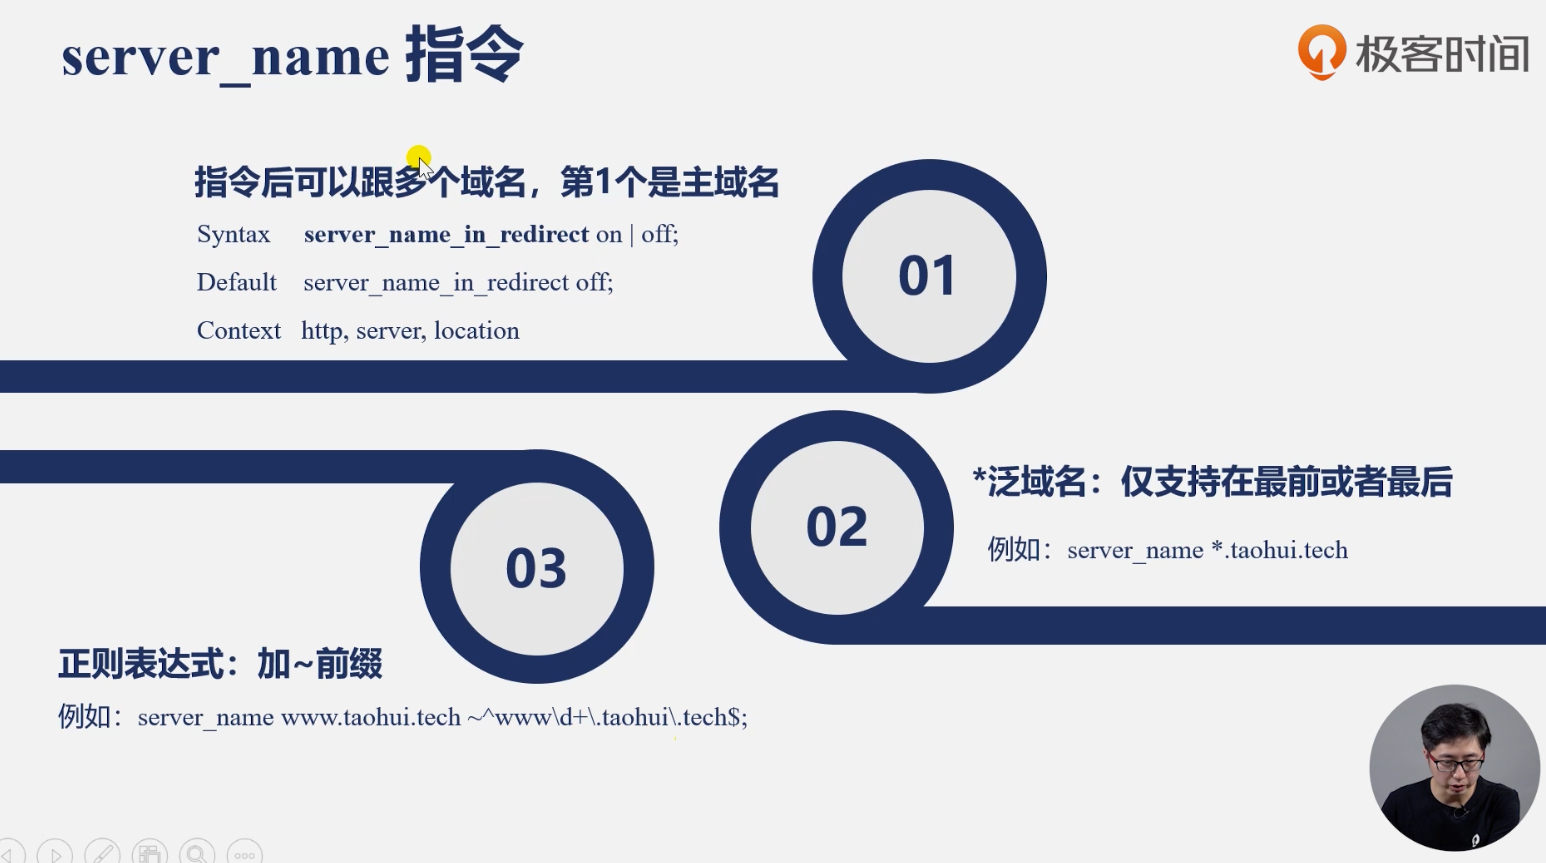 server_name 指令
极客时间
指令后可以跟多个域名，第1个是主域名
Syntax server_name_in_redirect on | off;
Default server_name_in_redirect off;
Context http, server, location
01
02
*泛域名：仅支持在最前或者最后
例如：server_name *.taohui.tech
03
正则表达式：加~前缀
例如：server_name www.taohui.tech ~^www\d+\.taohui\.tech$;